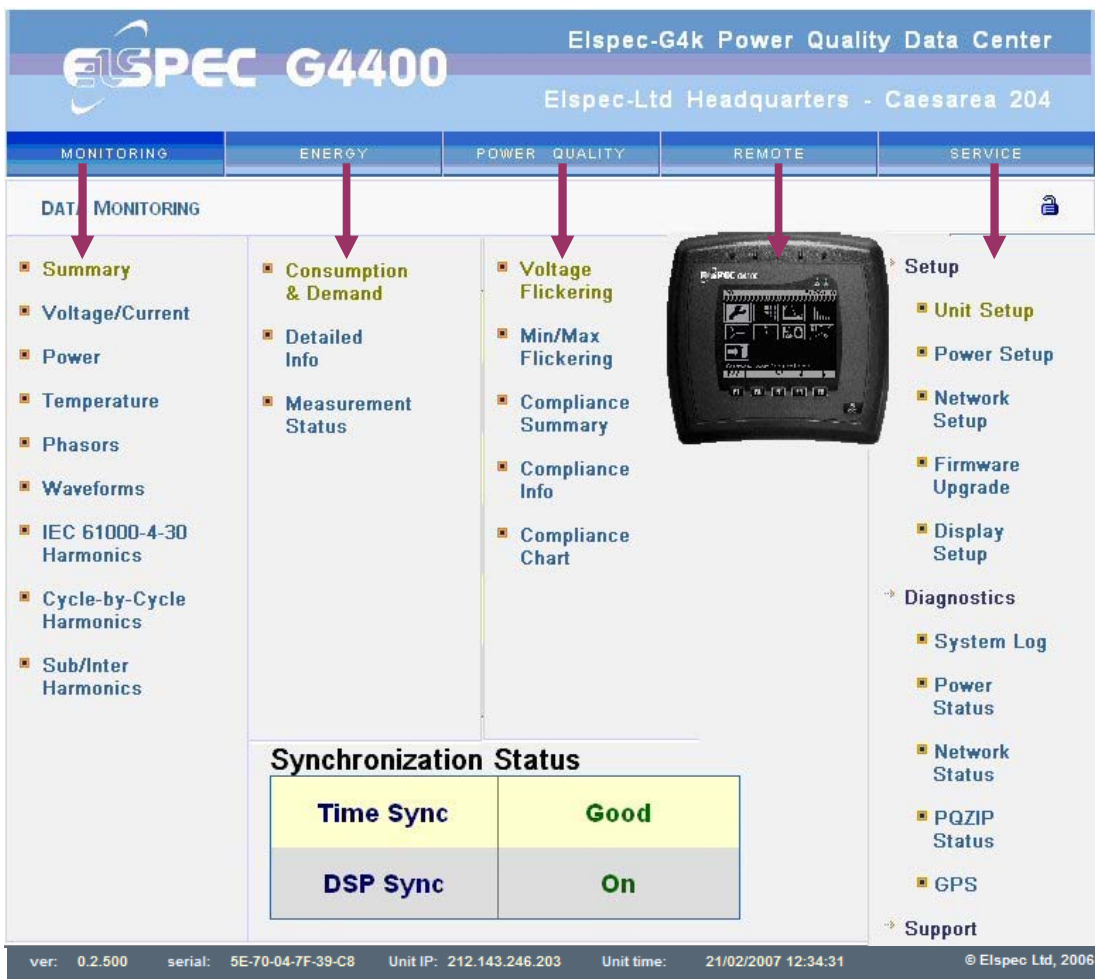 ELSPEC G4400
Elspec-G4k Power Quality Data Center
Elspec-Ltd Headquarters - Caesarea 204
MONITORING
ENERGY
POWER QUALITY
REMOTE
SERVICE
DATA MONITORING
Summary
Voltage/Current
Power
Temperature
Phasors
Waveforms
IEC 61000-4-30
Harmonics
Cycle-by-Cycle
Harmonics
Sub/Inter
Harmonics
Consumption
& Demand
Detailed
Info
Measurement
Status
Voltage
Flickering
Min/Max
Flickering
Compliance
Summary
Compliance
Info
Compliance
Chart
ELSPEC
Setup
Unit Setup
Power Setup
Network
Setup
Firmware
Upgrade
Display
Setup
Diagnostics
System Log
Power
Status
Network
Status
PQZIP
Status
GPS
Support
Synchronization Status
Time Sync Good
DSP Sync On
ver: 0.2.500 serial: 5E-70-04-7F-39-C8 Unit IP: 212.143.246.203 Unit time: 21/02/2007 12:34:31 © Elspec Ltd, 2006